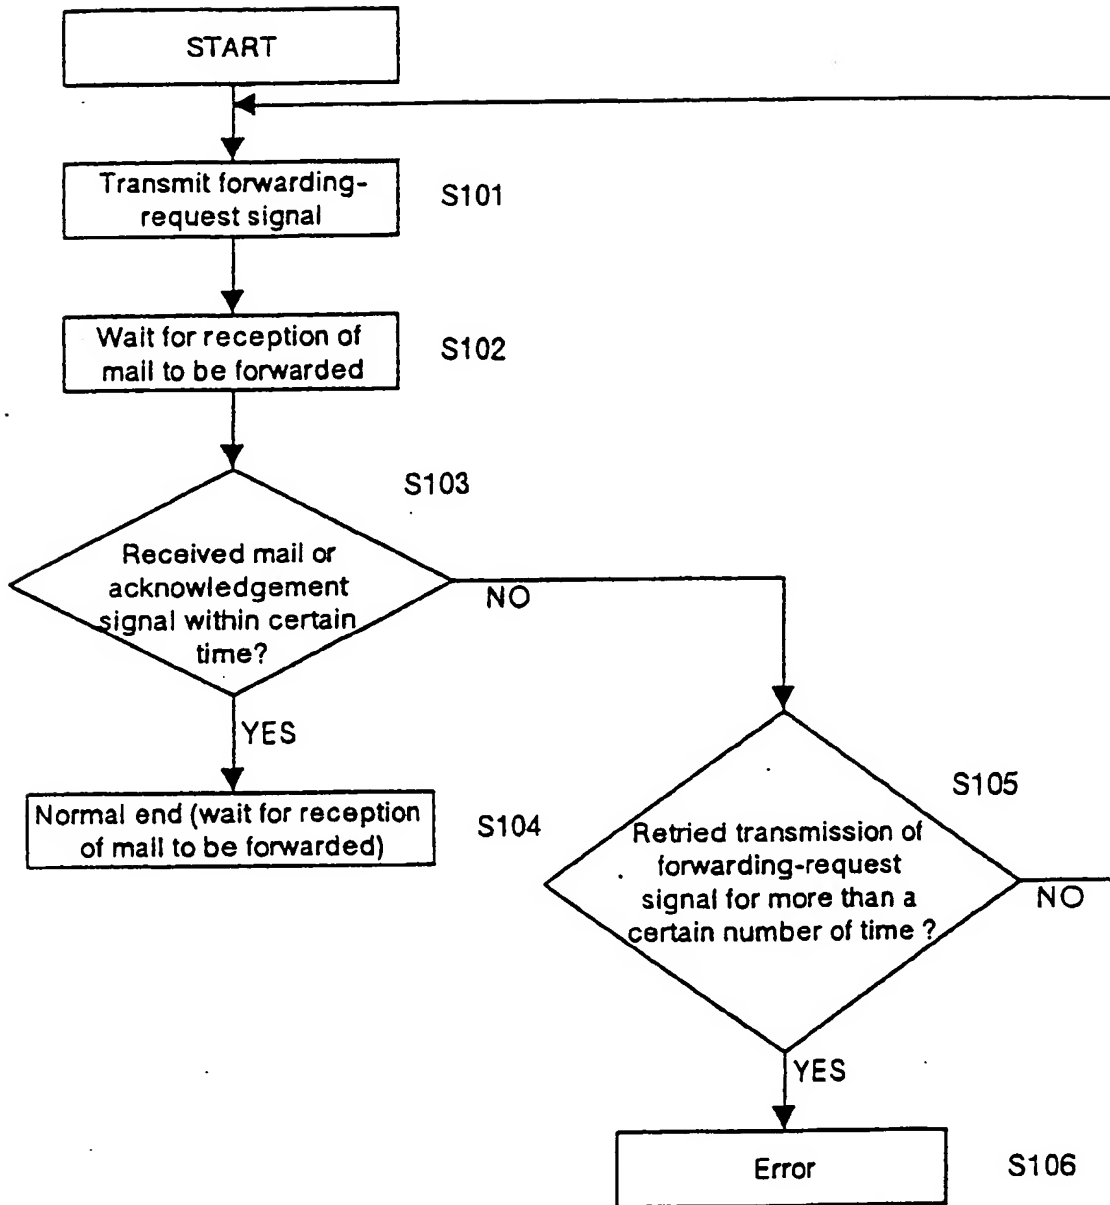 START
Transmit forwarding-
request signal
S101
Wait for reception of
mail to be forwarded
S102
S103
Received mail or
acknowledgement
signal within certain
time?
NO
YES
Normal end (wait for reception
of mail to be forwarded)
S104
S105
Retried transmission of
forwarding-request
signal for more than a
certain number of time ?
NO
YES
Error
S106